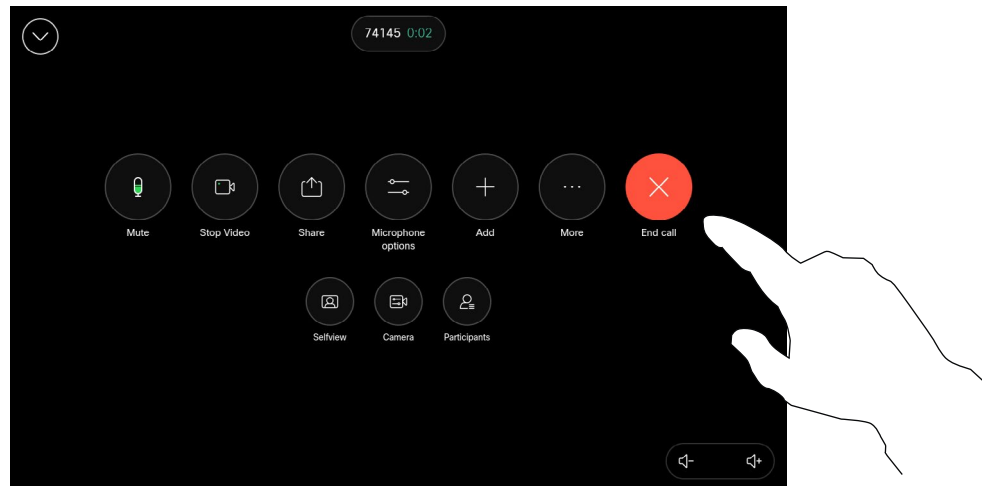 74145 0:02
Mute
Stop Video
Share
Microphone
options
Add
More
End call
Selfview
Camera
Participants